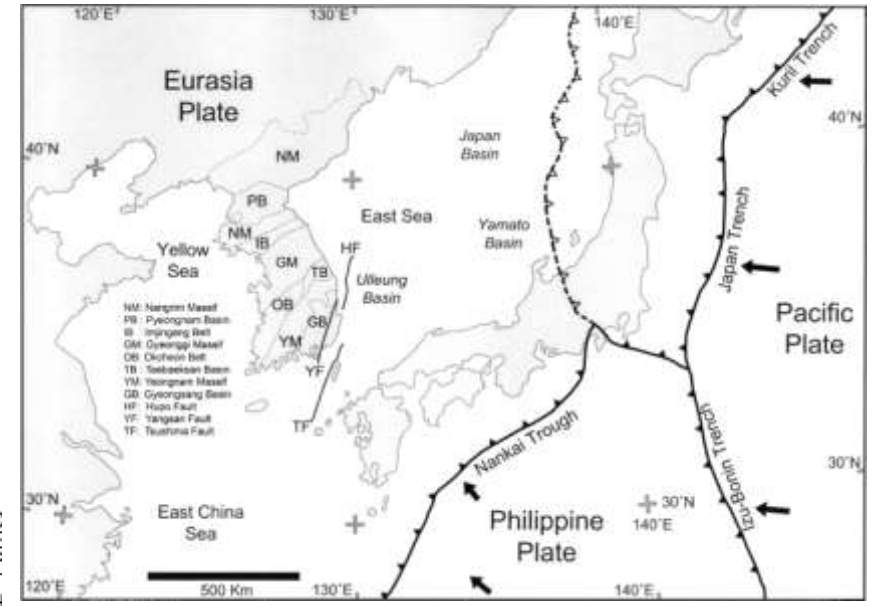 120°E
130°E
140°E
Eurasia
Plate
Kuril Trench
40°N
40°N
NM
Japan
Basin
PB
East Sea
NM
IB
HF
Yamato
Basin
Yellow
Sea
GM
TB
Ulleung
Basin
Japan Trench
NM: Nangrim Massif
PB : Pyeongnam Basin
IB : Imjingang Belt
GM: Gyeonggi Massif
OB: Okcheon Belt
TB : Taebaeksan Basin
YM: Yeongnam Massif
GB: Gyeongsang Basin
HF: Hupo Fault
YF: Yangsan Fault
TF: Tsushima Fault
OB
GB
YM
YF
TF
Pacific
Plate
Nankai Trough
Izu-Bonin Trench
30°N
30°N
30°N
140°E
East China
Sea
Philippine
Plate
500 Km
120°E
130°E
140°E